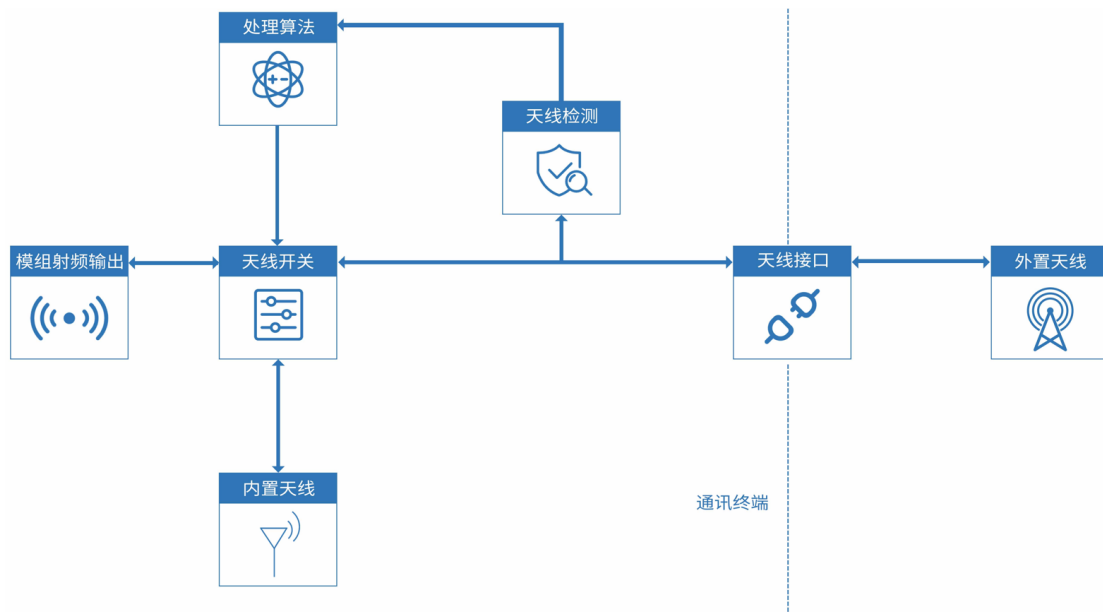 处理算法
天线检测
模组射频输出
天线开关
天线接口
外置天线
内置天线
通讯终端